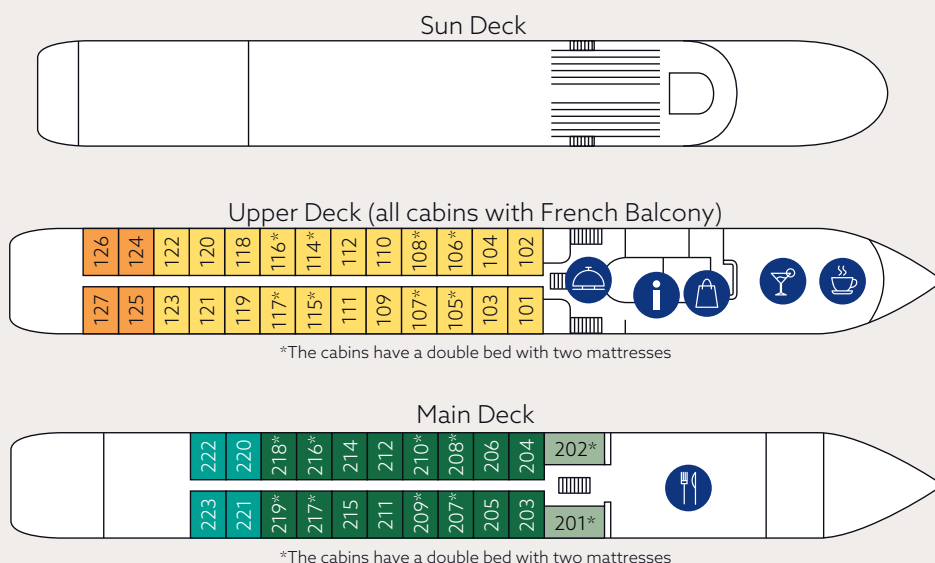 Sun Deck
Upper Deck (all cabins with French Balcony)
126 124 122 120 118 116* 114* 112 110 108* 106* 104 102
127 125 123 121 119 117* 115* 111 109 107* 105* 103 101
i
*The cabins have a double bed with two mattresses
Main Deck
222 220 218* 216* 214 212 210* 208* 206 204 202*
223 221 219* 217* 215 211 209* 207* 205 203 201*
*The cabins have a double bed with two mattresses